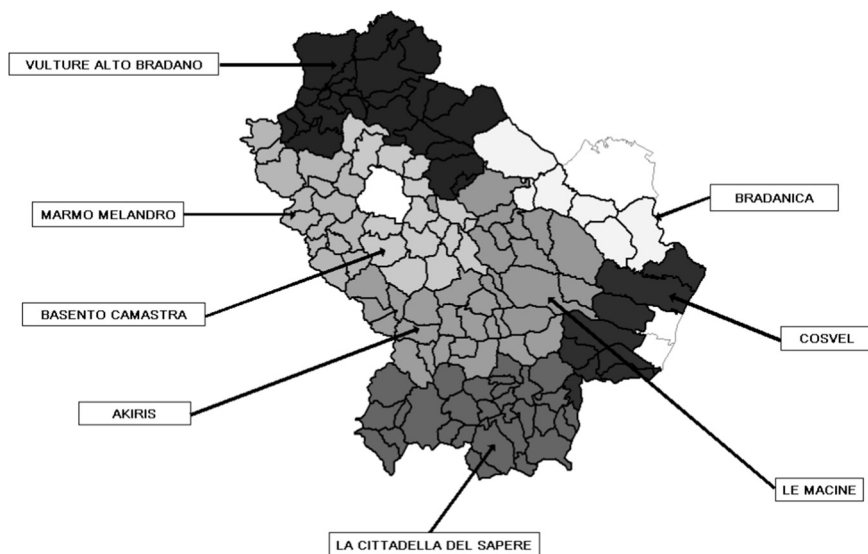 VULTURE ALTO BRADANO
MARMO MELANDRO
BRADANICA
BASENTO CAMASTRA
COSVEL
AKIRIS
LE MACINE
LA CITTADELLA DEL SAPERE